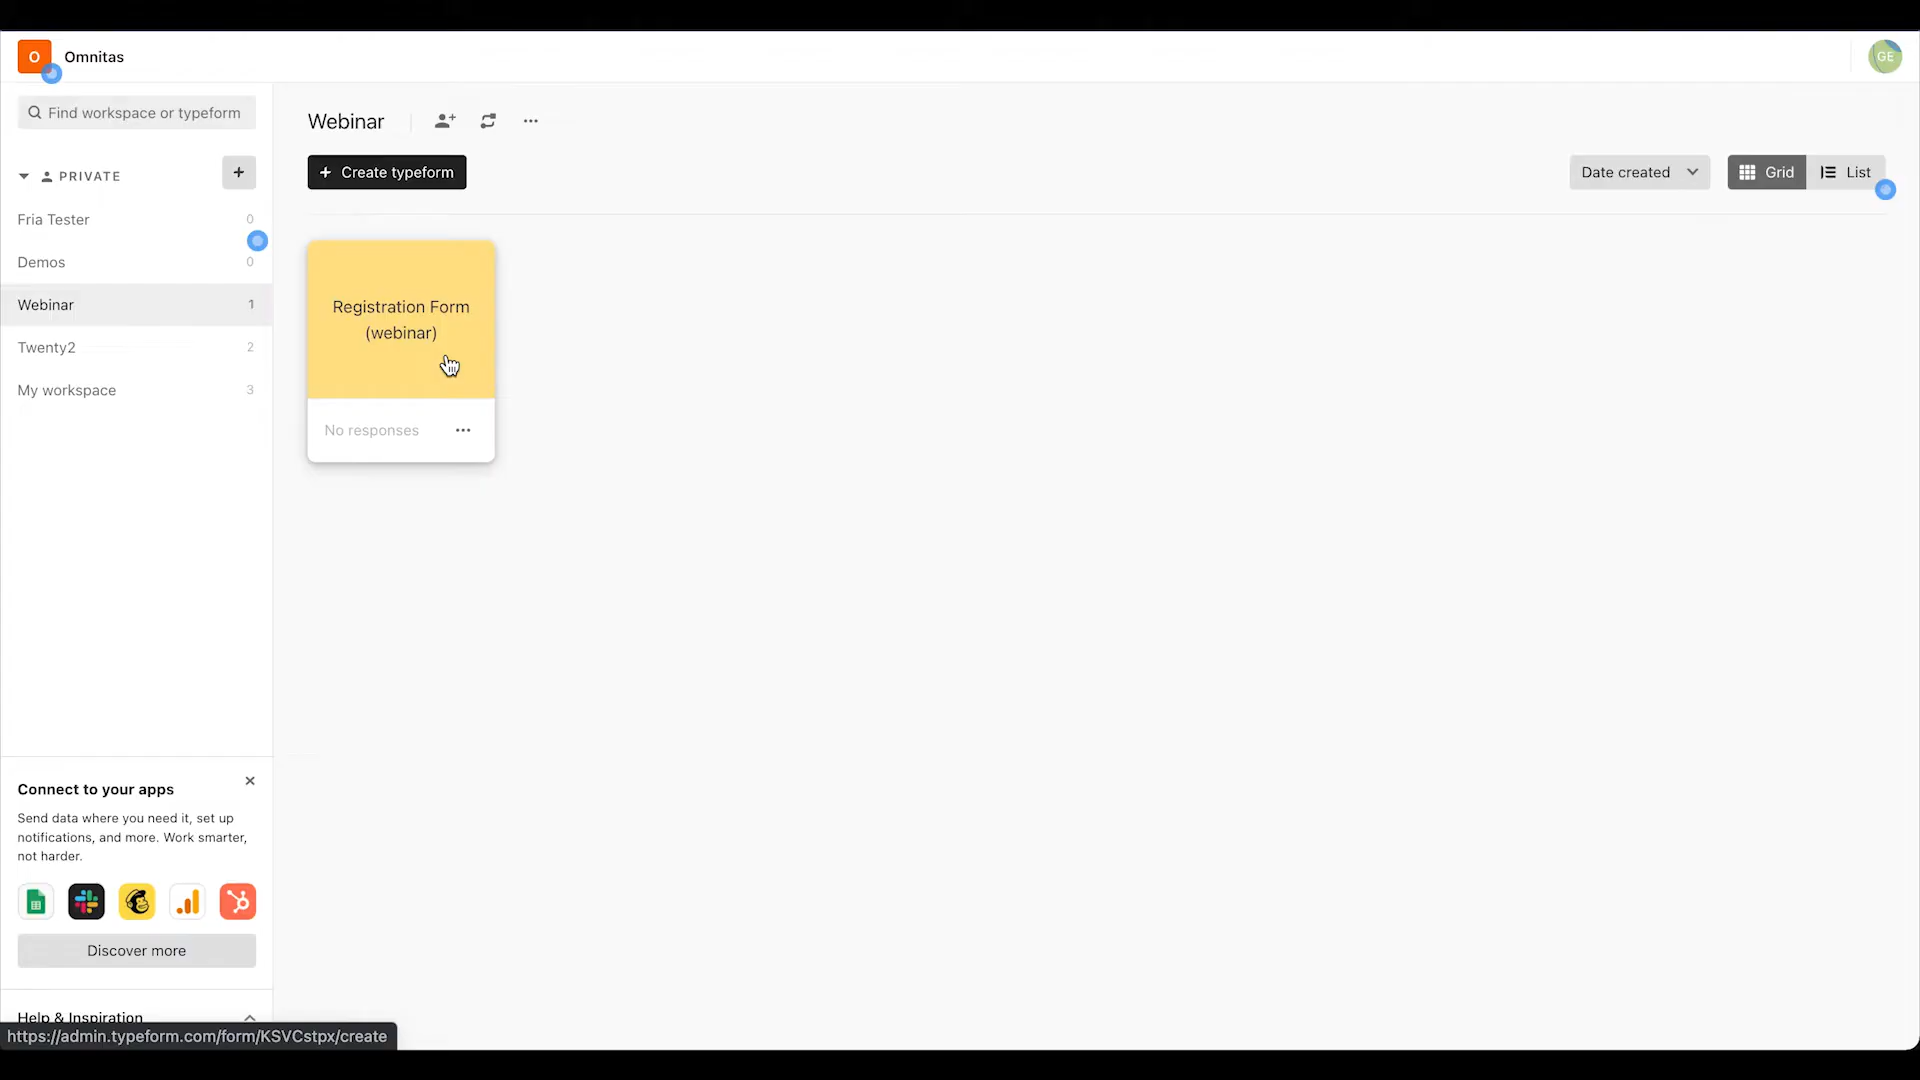 O Omnitas
GE
Find workspace or typeform
PRIVATE
+
Fria Tester 0
Demos 0
Webinar 1
Twenty2 2
My workspace 3
Webinar
+ Create typeform
Date created
Grid
List
Registration Form
(webinar)
No responses
Connect to your apps
Send data where you need it, set up
notifications, and more. Work smarter,
not harder.
Discover more
Help & Inspiration
https://admin.typeform.com/form/KSVCstpx/create